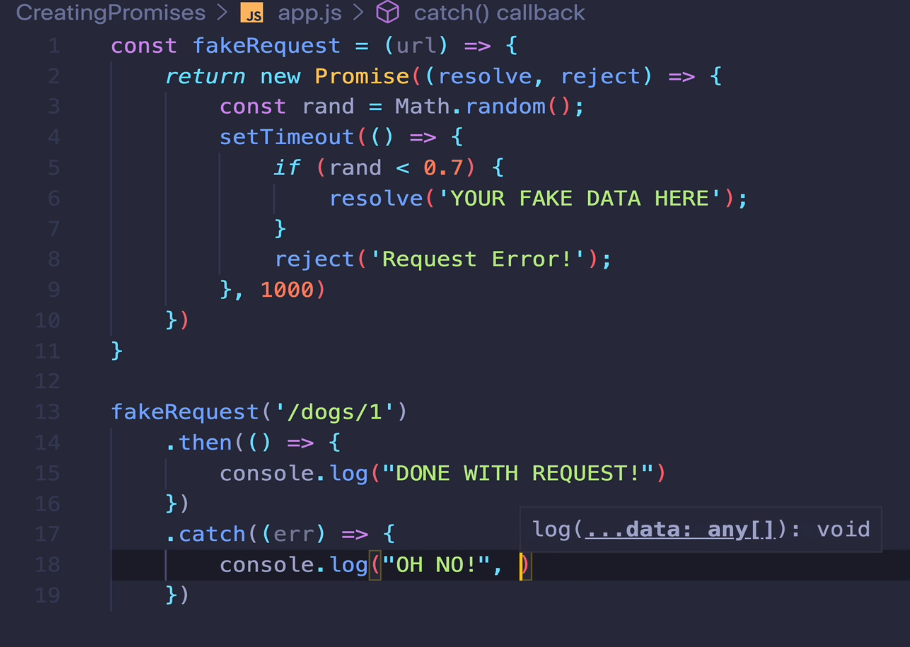 CreatingPromises > JS app.js > catch() callback
1 const fakeRequest = (url) => {
2     return new Promise((resolve, reject) => {
3         const rand = Math.random();
4         setTimeout(() => {
5             if (rand < 0.7) {
6                 resolve('YOUR FAKE DATA HERE');
7             }
8             reject('Request Error!');
9         }, 1000)
10     })
11 }
12
13 fakeRequest('/dogs/1')
14     .then(() => {
15         console.log("DONE WITH REQUEST!")
16     })
17     .catch((err) => {
log(...data: any[]): void
18         console.log("OH NO!", )
19     })